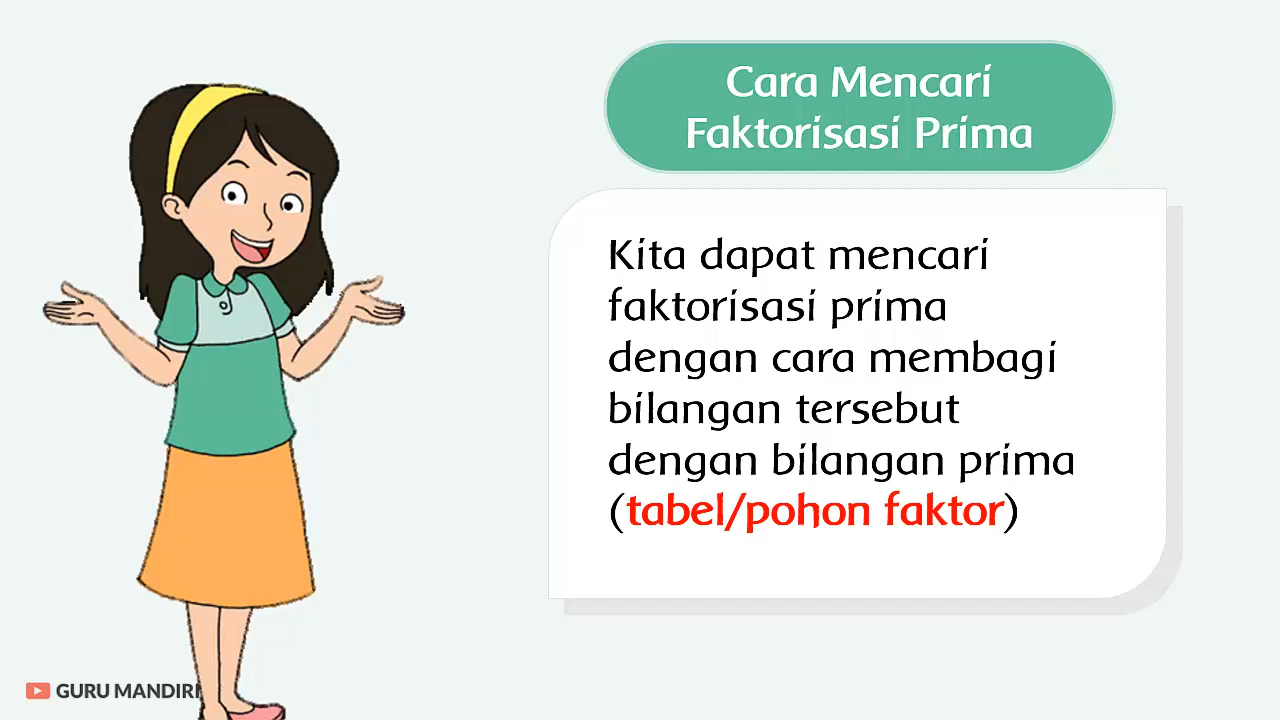 Cara Mencari
Faktorisasi Prima
Kita dapat mencari
faktorisasi prima
dengan cara membagi
bilangan tersebut
dengan bilangan prima
(tabel/pohon faktor)
GURU MANDIRI